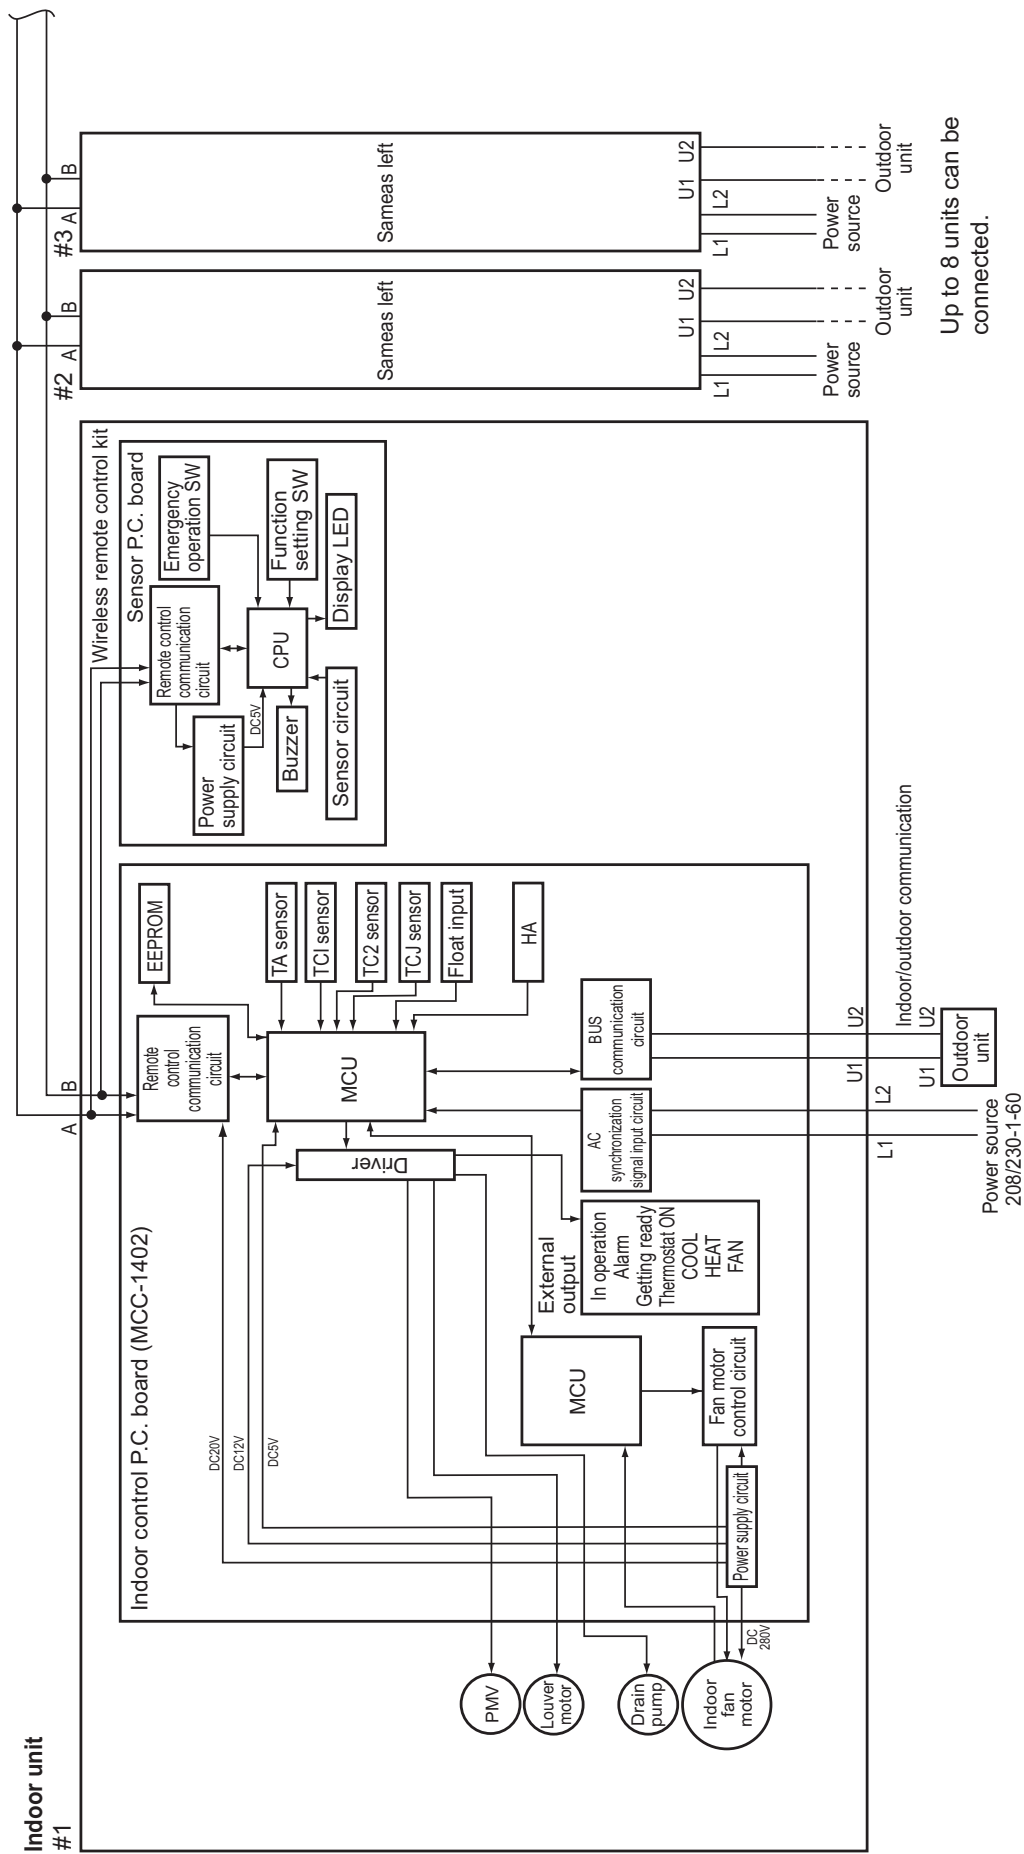 Indoor unit
#1
Indoor control P.C. board (MCC-1402)
DC20V
DC12V
DC5V
Remote
control
communication
circuit
EEPROM
MCU
TA sensor
TCI sensor
TC2 sensor
TCJ sensor
Float input
HA
Driver
BUS
communication
circuit
AC
synchronization
signal input circuit
External
output
In operation
Alarm
Getting ready
Thermostat ON
COOL
HEAT
FAN
MCU
Fan motor
control circuit
Power supply circuit
DC
280V
PMV
Louver
motor
Drain
pump
Indoor
fan
motor
A
B
Wireless remote control kit
Sensor P.C. board
Remote control
communication
circuit
Emergency
operation SW
Power
supply circuit
DC5V
CPU
Function
setting SW
Buzzer
Display LED
Sensor circuit
L1
L2
U1
U2
Power source
208/230-1-60
Indoor/outdoor communication
U1
U2
Outdoor
unit
#2
A
B
Sameas left
L1
L2
U1
U2
Power
source
Outdoor
unit
#3
A
B
Sameas left
L1
L2
U1
U2
Power
source
Outdoor
unit
Up to 8 units can be
connected.